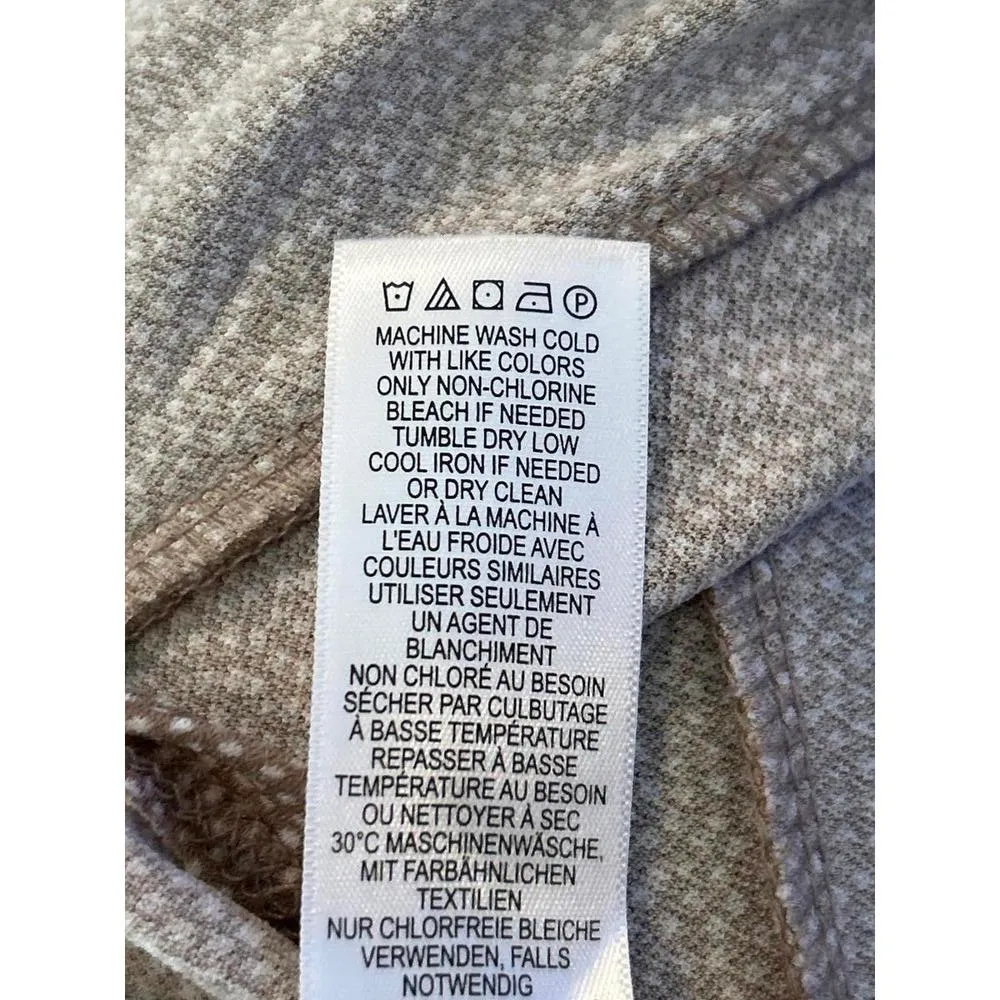 P
MACHINE WASH COLD
WITH LIKE COLORS
ONLY NON-CHLORINE
BLEACH IF NEEDED
TUMBLE DRY LOW
COOL IRON IF NEEDED
OR DRY CLEAN
LAVER À LA MACHINE À
L'EAU FROIDE AVEC
COULEURS SIMILAIRES
UTILISER SEULEMENT
UN AGENT DE
BLANCHIMENT
NON CHLORÉ AU BESOIN
SÉCHER PAR CULBUTAGE
À BASSE TEMPÉRATURE
REPASSER À BASSE
TEMPÉRATURE AU BESOIN
OU NETTOYER À SEC
30°C MASCHINENWÄSCHE,
MIT FARBÄHNLICHEN
TEXTILIEN
NUR CHLORFREIE BLEICHE
VERWENDEN, FALLS
NOTWENDIG